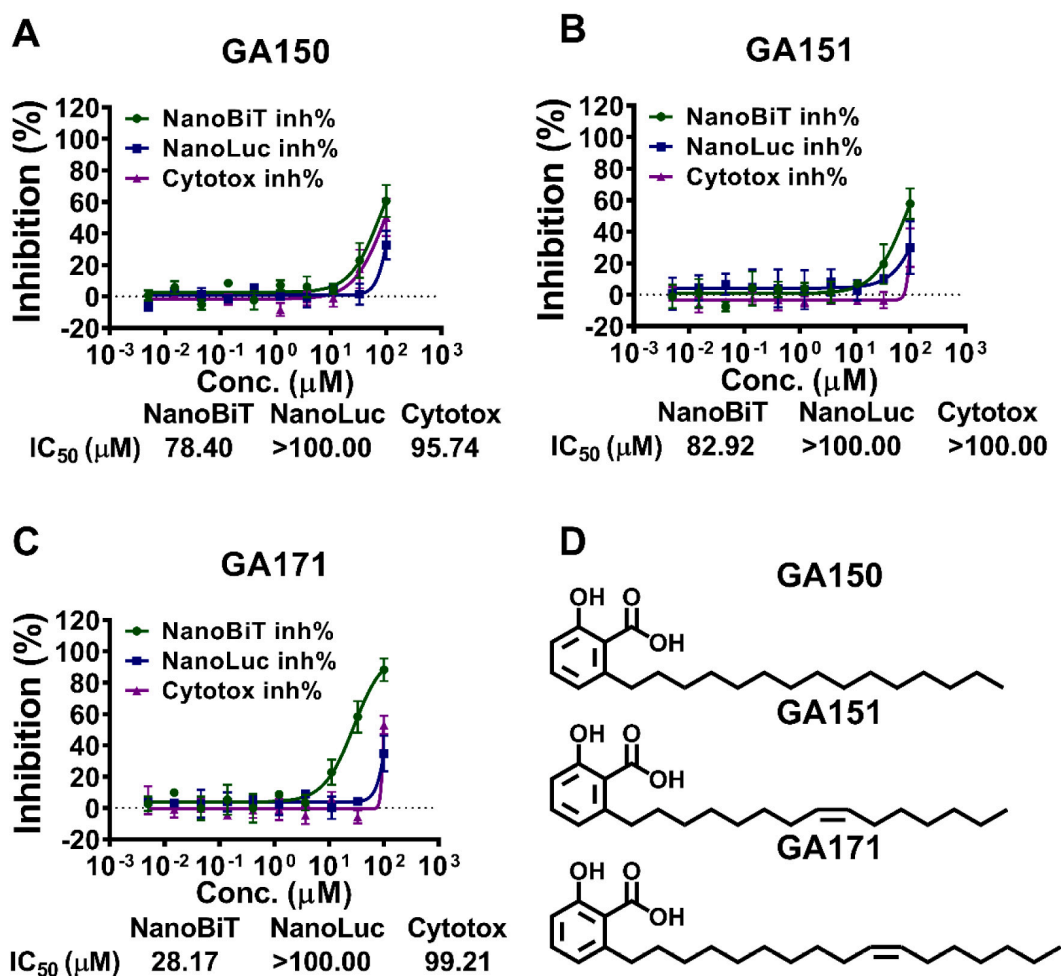 A
GA150
Inhibition (%)
120
100
80
60
40
20
0
-20
NanoBiT inh%
NanoLuc inh%
Cytotox inh%
10⁻³ 10⁻² 10⁻¹ 10⁰ 10¹ 10² 10³
Conc. (μM)
NanoBiT NanoLuc Cytotox
IC₅₀ (μM) 78.40 >100.00 95.74
B
GA151
Inhibition (%)
120
100
80
60
40
20
0
-20
NanoBiT inh%
NanoLuc inh%
Cytotox inh%
10⁻³ 10⁻² 10⁻¹ 10⁰ 10¹ 10² 10³
Conc. (μM)
NanoBiT NanoLuc Cytotox
IC₅₀ (μM) 82.92 >100.00 >100.00
C
GA171
Inhibition (%)
120
100
80
60
40
20
0
-20
NanoBiT inh%
NanoLuc inh%
Cytotox inh%
10⁻³ 10⁻² 10⁻¹ 10⁰ 10¹ 10² 10³
Conc. (μM)
NanoBiT NanoLuc Cytotox
IC₅₀ (μM) 28.17 >100.00 99.21
D
GA150
OH O
OH
GA151
OH O
OH
GA171
OH O
OH